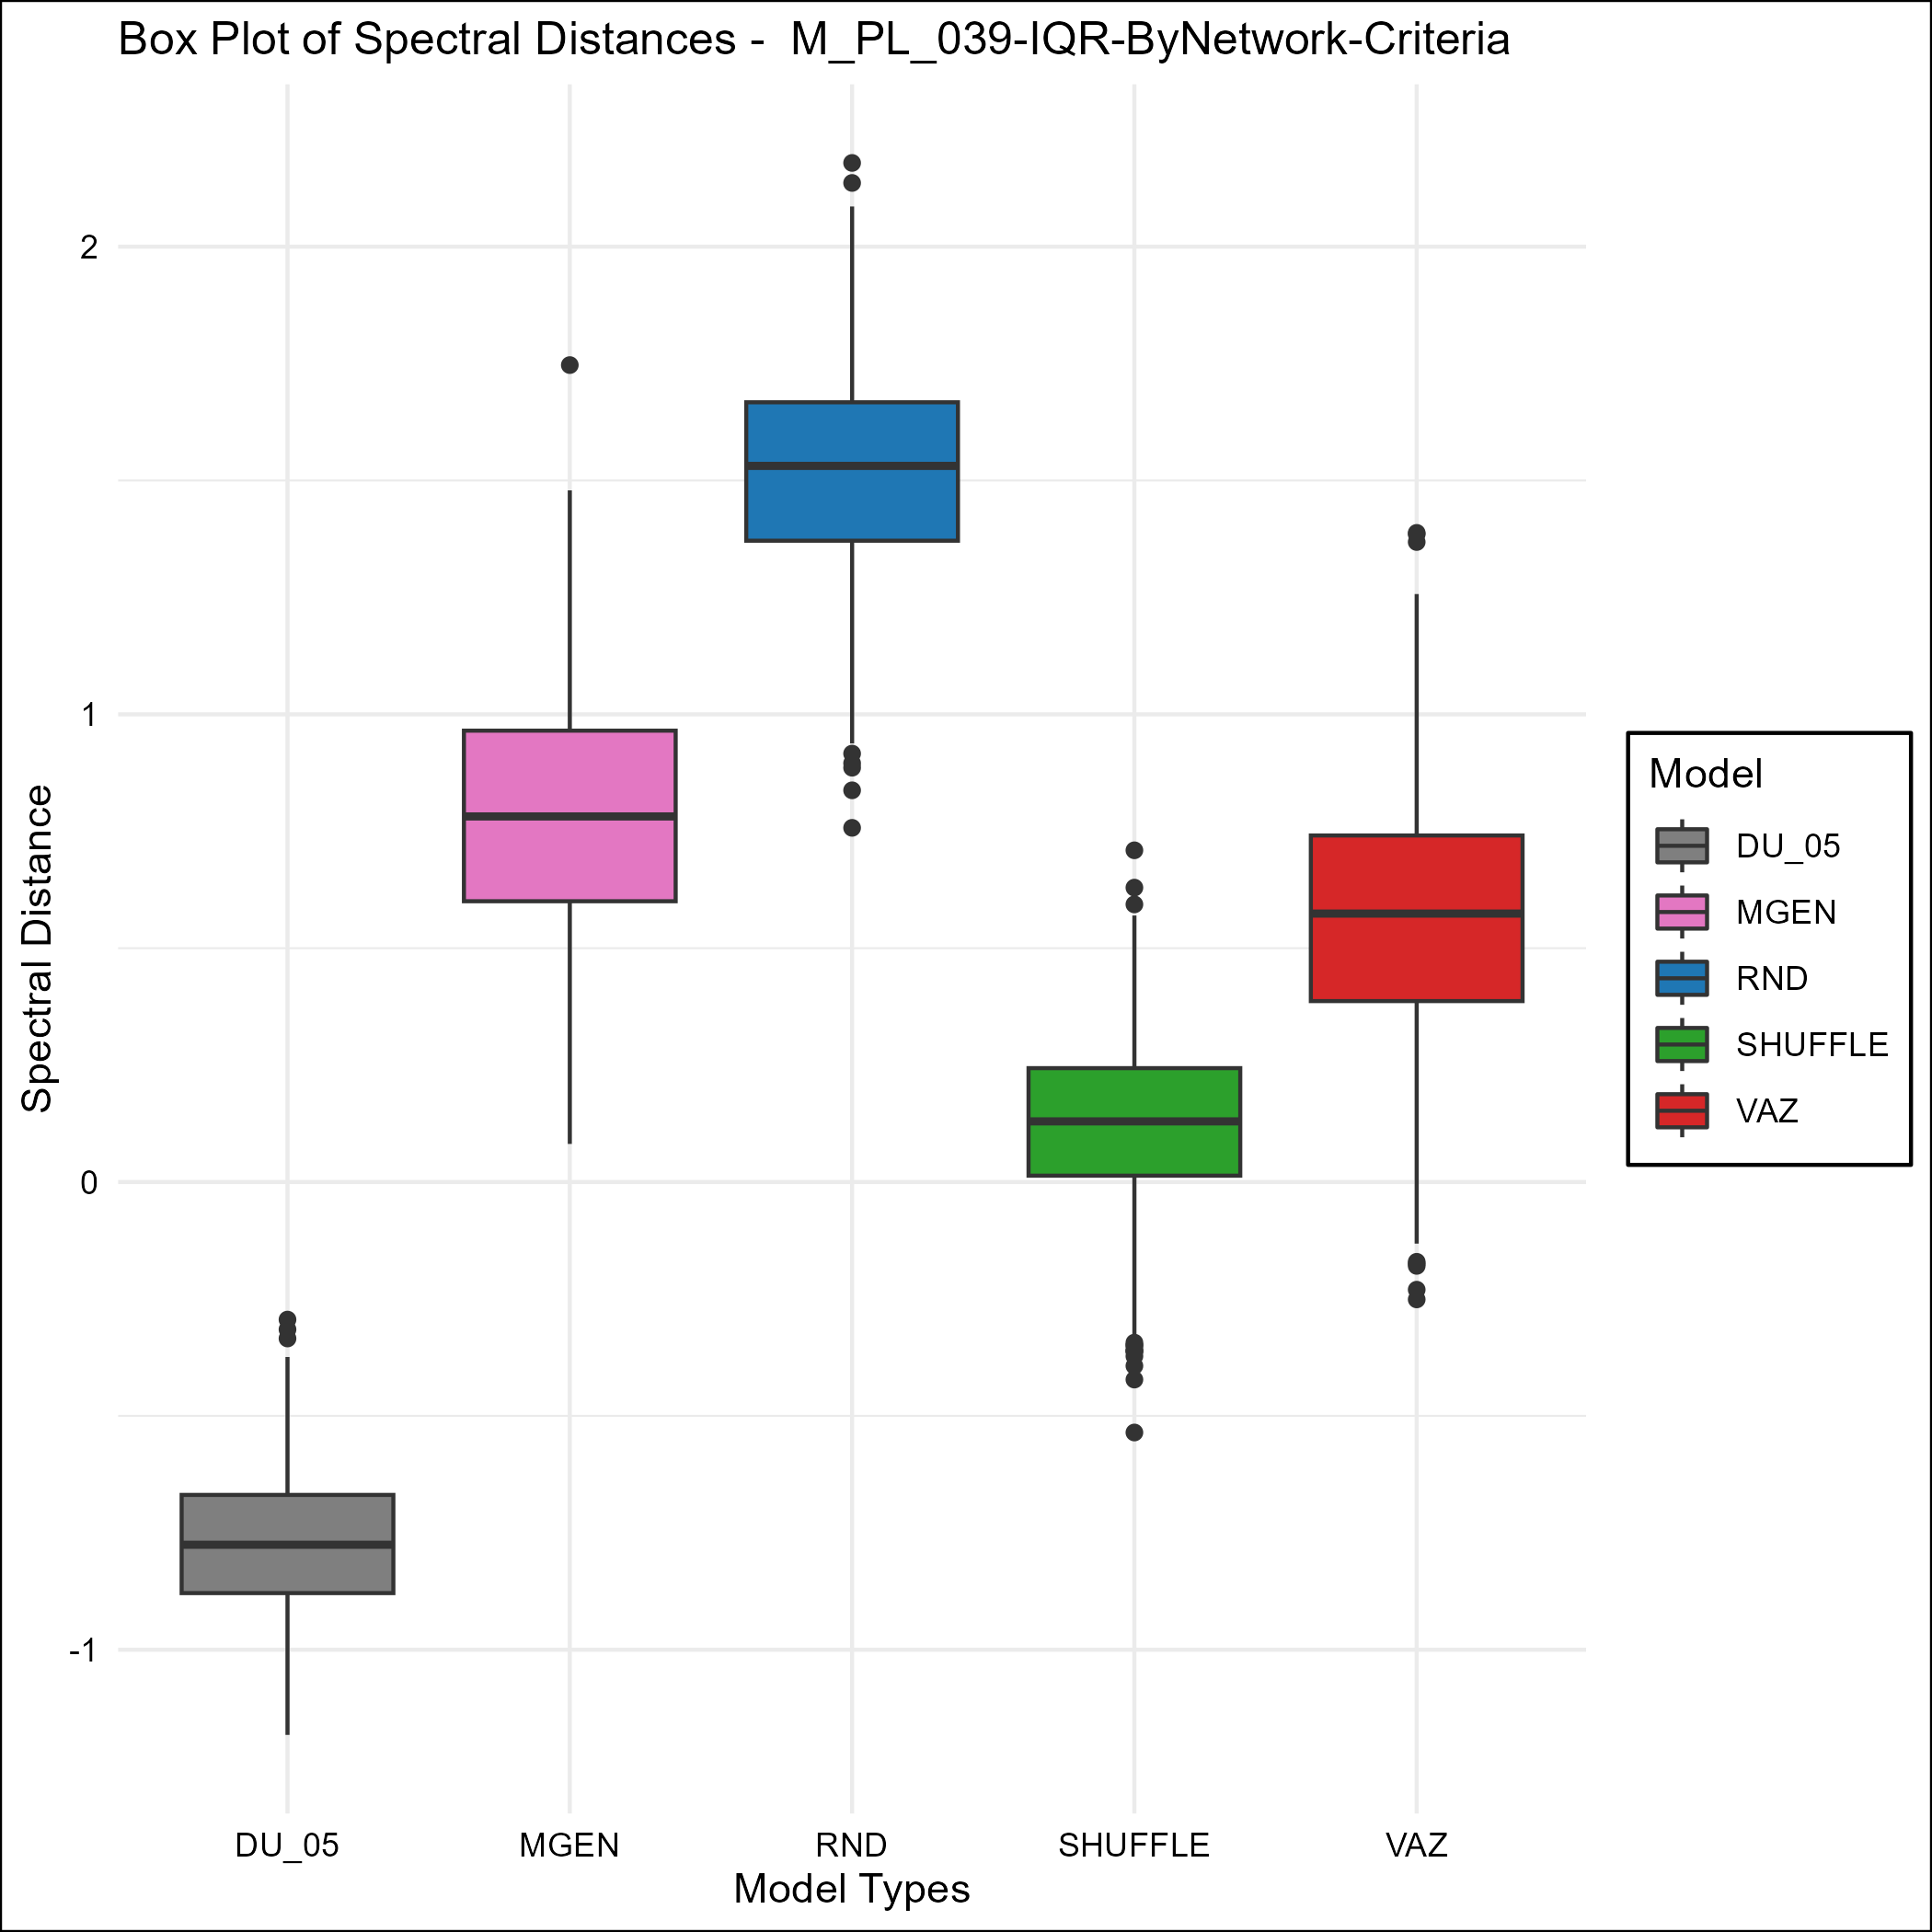 Box Plot of Spectral Distances -  M_PL_039-IQR-ByNetwork-Criteria
Spectral Distance
2
1
0
-1
DU_05
MGEN
RND
SHUFFLE
VAZ
Model Types
Model
DU_05
MGEN
RND
SHUFFLE
VAZ